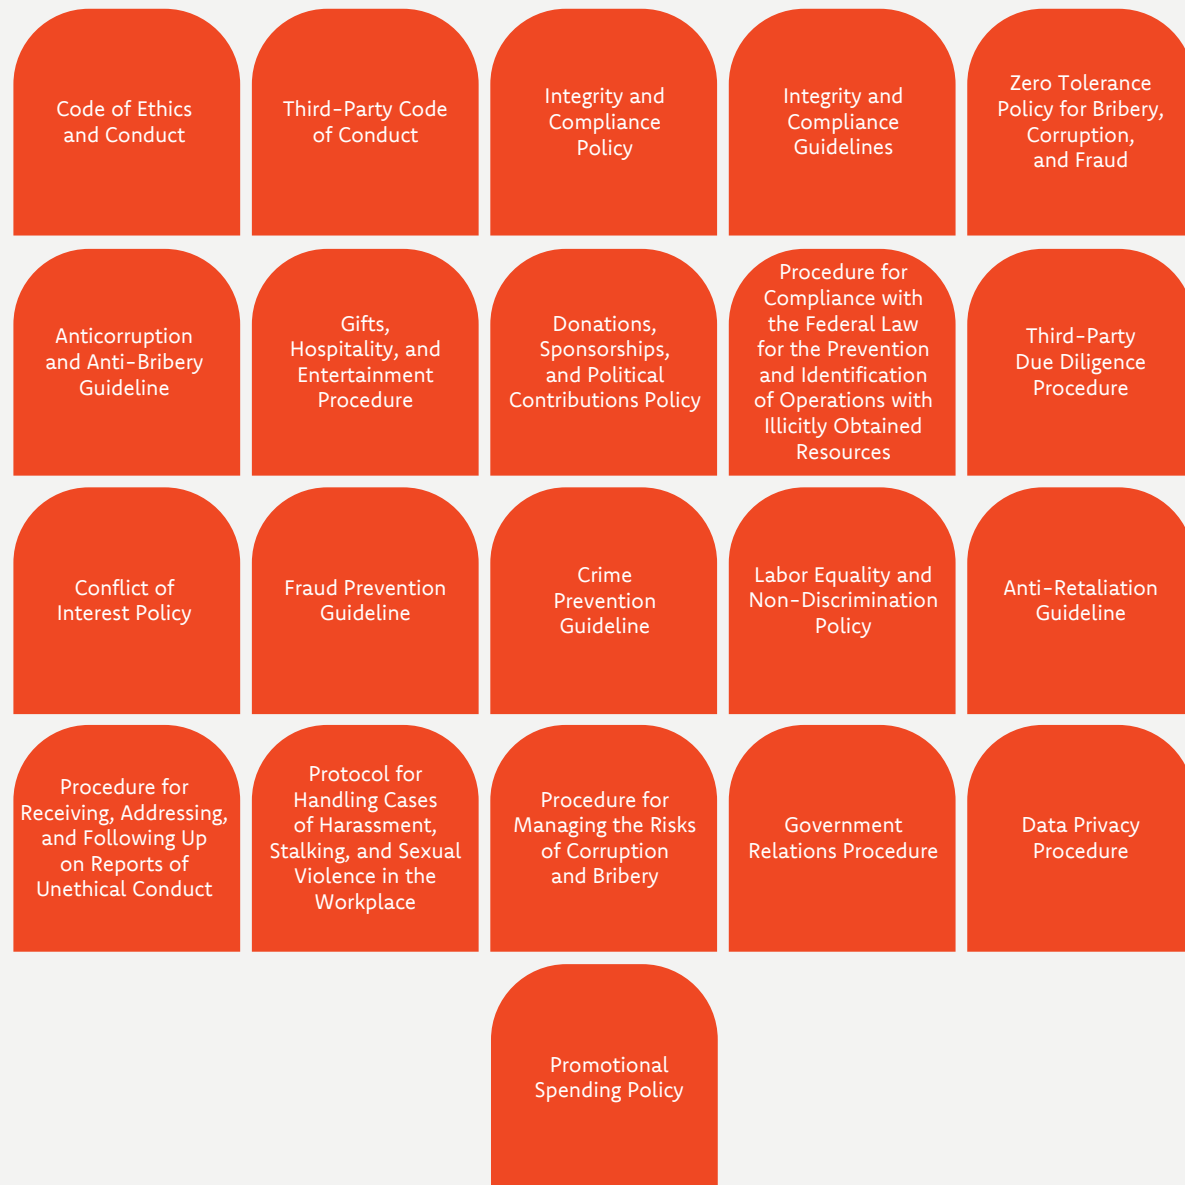 Code of Ethics
and Conduct
Third-Party Code
of Conduct
Integrity and
Compliance
Policy
Integrity and
Compliance
Guidelines
Zero Tolerance
Policy for Bribery,
Corruption,
and Fraud
Anticorruption
and Anti-Bribery
Guideline
Gifts,
Hospitality, and
Entertainment
Procedure
Donations,
Sponsorships,
and Political
Contributions Policy
Procedure for
Compliance with
the Federal Law
for the Prevention
and Identification
of Operations with
Illicitly Obtained
Resources
Third-Party
Due Diligence
Procedure
Conflict of
Interest Policy
Fraud Prevention
Guideline
Crime
Prevention
Guideline
Labor Equality and
Non-Discrimination
Policy
Anti-Retaliation
Guideline
Procedure for
Receiving, Addressing,
and Following Up
on Reports of
Unethical Conduct
Protocol for
Handling Cases
of Harassment,
Stalking, and Sexual
Violence in the
Workplace
Procedure for
Managing the Risks
of Corruption
and Bribery
Government
Relations Procedure
Data Privacy
Procedure
Promotional
Spending Policy